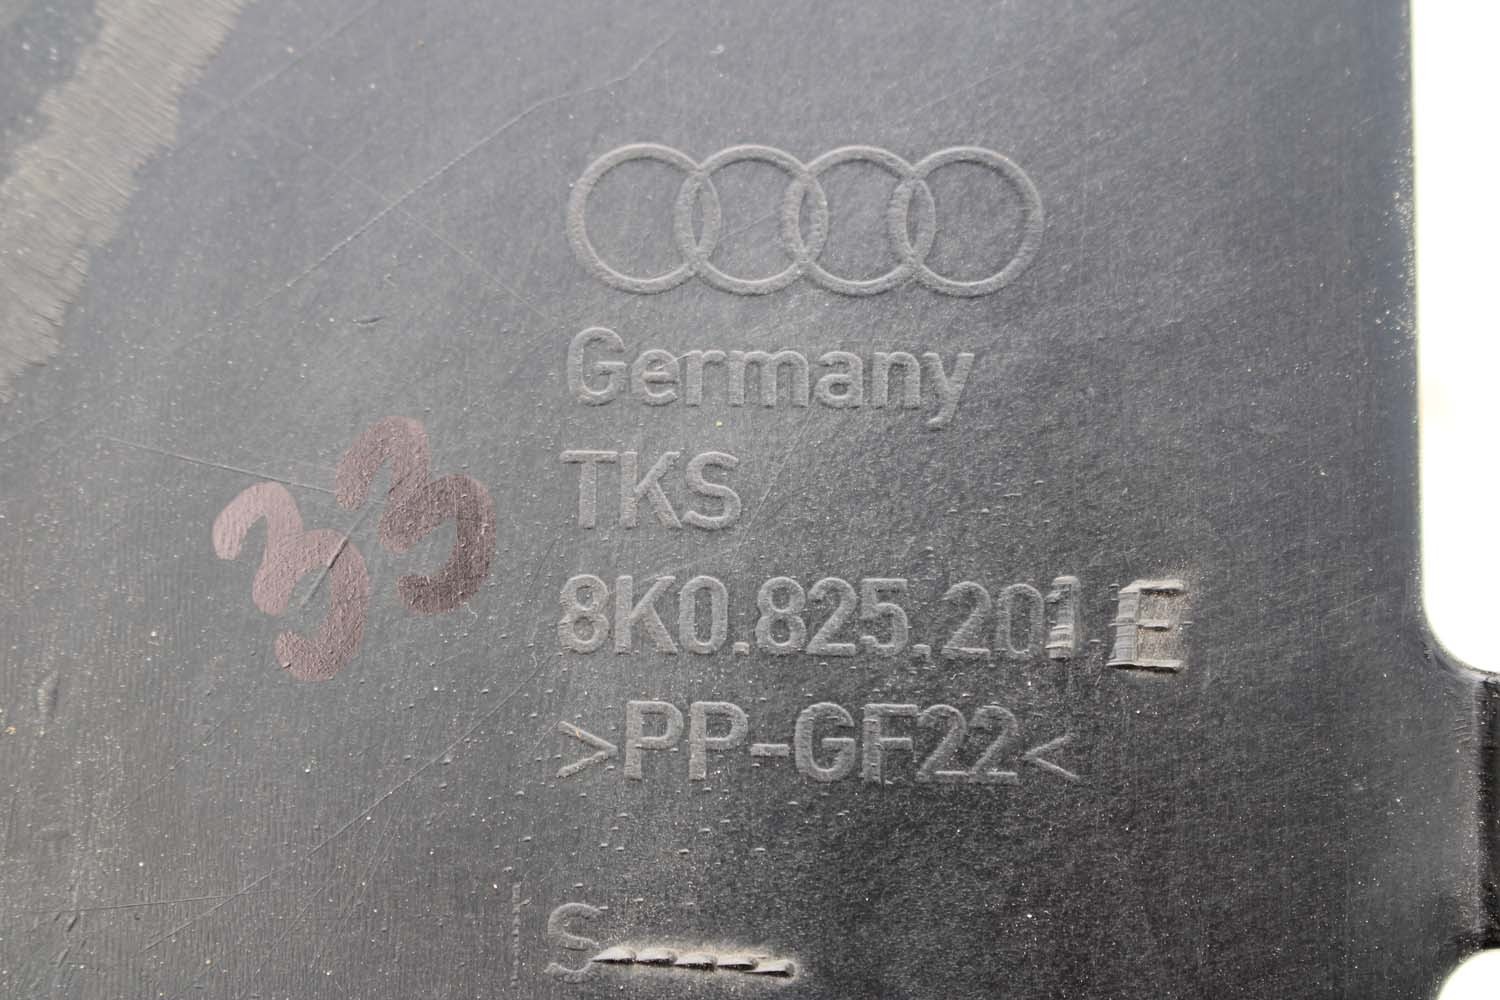 Germany
TKS
33
8K0.825.201 E
>PP-GF22<
S